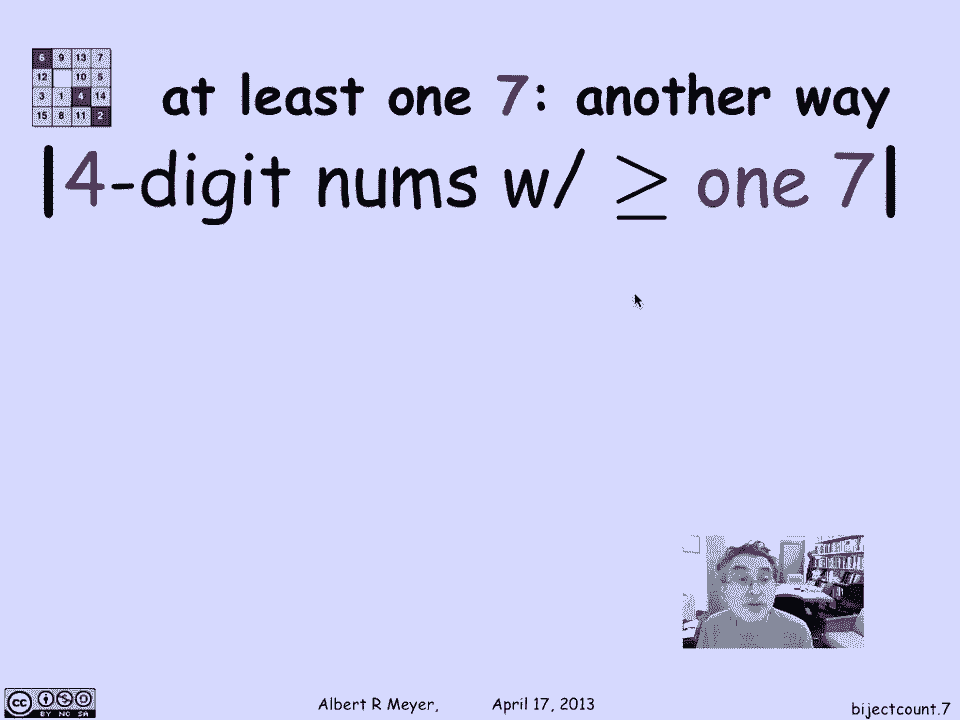 6 9 13 7
12 10 5
3 1 4 14
15 8 11 2
at least one 7: another way
|4-digit nums w/ ≥ one 7|
cc BY NC SA
Albert R Meyer, April 17, 2013
bijectcount.7